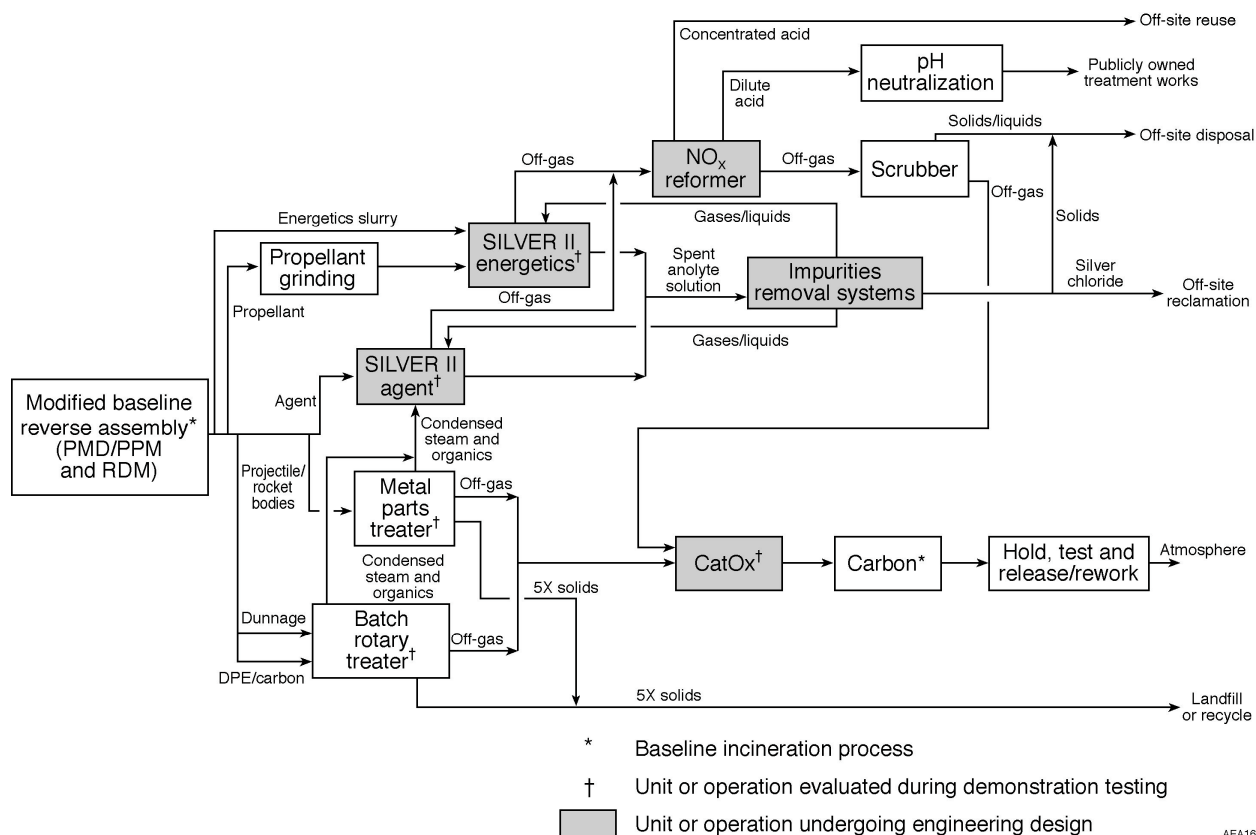 Off-site reuse
Concentrated acid
pH
neutralization
Publicly owned
treatment works
Dilute
acid
Solids/liquids
Off-site disposal
Off-gas
NOx
reformer
Off-gas
Scrubber
Off-gas
Energetics slurry
Gases/liquids
Solids
SILVER II
energetics†
Propellant
grinding
Spent
anolyte
solution
Impurities
removal systems
Silver
chloride
Off-site
reclamation
Off-gas
Propellant
Gases/liquids
SILVER II
agent†
Modified baseline
reverse assembly*
(PMD/PPM
and RDM)
Agent
Condensed
steam and
organics
Projectile/
rocket
bodies
Metal
parts
treater†
Off-gas
Condensed
steam and
organics
5X solids
CatOx†
Carbon*
Hold, test and
release/rework
Atmosphere
Dunnage
Batch
rotary
treater†
Off-gas
DPE/carbon
5X solids
Landfill
or recycle
* Baseline incineration process
† Unit or operation evaluated during demonstration testing
Unit or operation undergoing engineering design